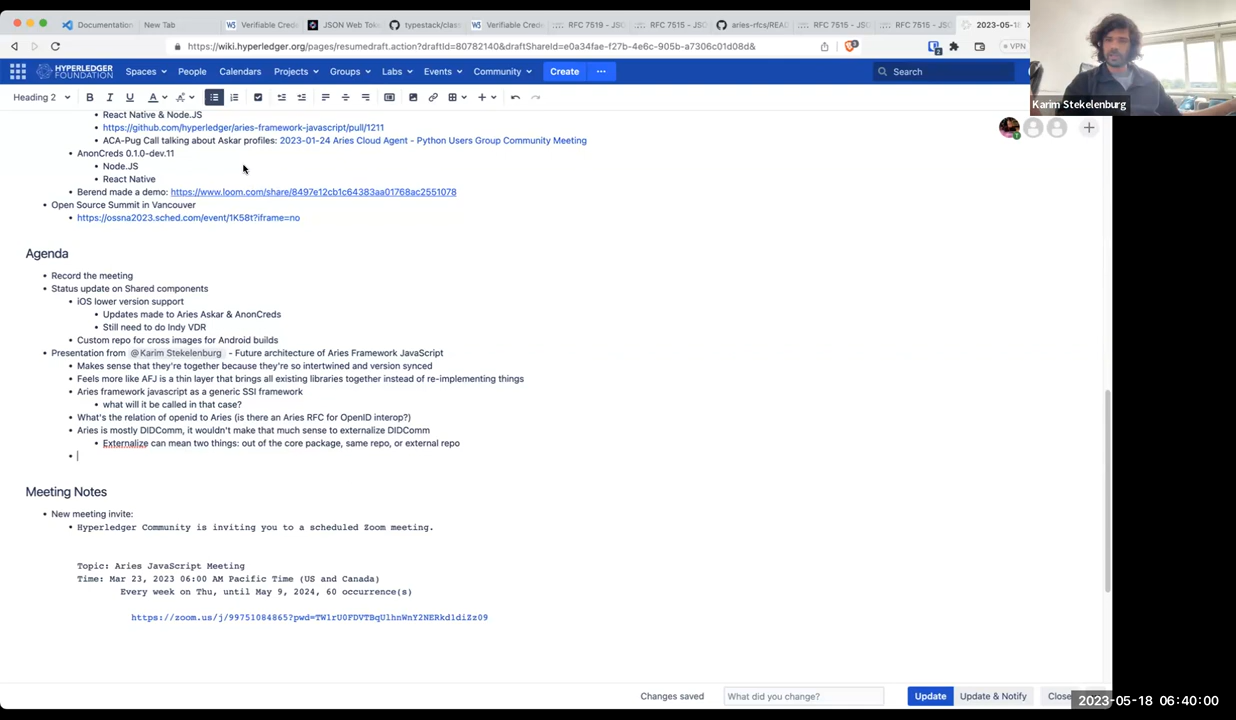 Documentation
New Tab
Verifiable Cred
JSON Web Tok
typestack/class
Verifiable Cred
RFC 7519 - JS
RFC 7515 - JS
aries-rfcs/REA
RFC 7515 - JS
RFC 7515 - JS
2023-05-18
https://wiki.hyperledger.org/pages/resumedraft.action?draftId=80782140&draftShareId=e0a34fae-f27b-4e6c-905b-a7306c01d08d&
VPN
HYPERLEDGER FOUNDATION
Spaces
People
Calendars
Projects
Groups
Labs
Events
Community
Create
Search
Karim Stekelenburg
Heading 2
B I U A
React Native & Node.JS
https://github.com/hyperledger/aries-framework-javascript/pull/1211
ACA-Pug Call talking about Askar profiles: 2023-01-24 Aries Cloud Agent - Python Users Group Community Meeting
AnonCreds 0.1.0-dev.11
Node.JS
React Native
Berend made a demo: https://www.loom.com/share/8497e12cb1c64383aa01768ac2551078
Open Source Summit in Vancouver
https://ossna2023.sched.com/event/1K58t?iframe=no
Agenda
Record the meeting
Status update on Shared components
iOS lower version support
Updates made to Aries Askar & AnonCreds
Still need to do Indy VDR
Custom repo for cross images for Android builds
Presentation from @Karim Stekelenburg - Future architecture of Aries Framework JavaScript
Makes sense that they're together because they're so intertwined and version synced
Feels more like AFJ is a thin layer that brings all existing libraries together instead of re-implementing things
Aries framework javascript as a generic SSI framework
what will it be called in that case?
What's the relation of openid to Aries (is there an Aries RFC for OpenID interop?)
Aries is mostly DIDComm, it wouldn't make that much sense to externalize DIDComm
Externalize can mean two things: out of the core package, same repo, or external repo
Meeting Notes
New meeting invite:
Hyperledger Community is inviting you to a scheduled Zoom meeting.
Topic: Aries JavaScript Meeting
Time: Mar 23, 2023 06:00 AM Pacific Time (US and Canada)
Every week on Thu, until May 9, 2024, 60 occurrence(s)
https://zoom.us/j/99751084865?pwd=TW1rU0FDVTBqUlhnWnY2NERkd1diZz09
Changes saved
What did you change?
Update
Update & Notify
Close
2023-05-18 06:40:00